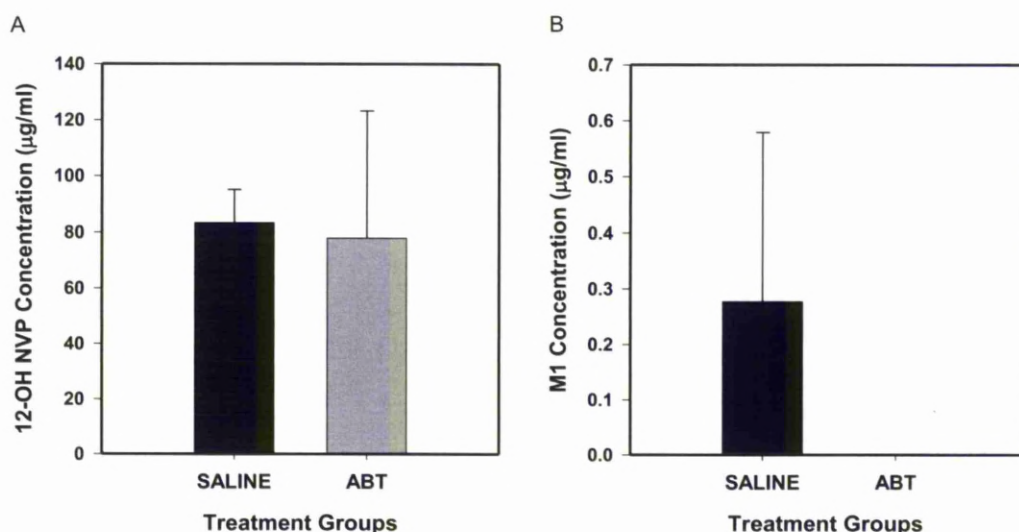 A
12-OH NVP Concentration (µg/ml)
140
120
100
80
60
40
20
0
SALINE ABT
Treatment Groups
B
M1 Concentration (µg/ml)
0.7
0.6
0.5
0.4
0.3
0.2
0.1
0.0
SALINE ABT
Treatment Groups